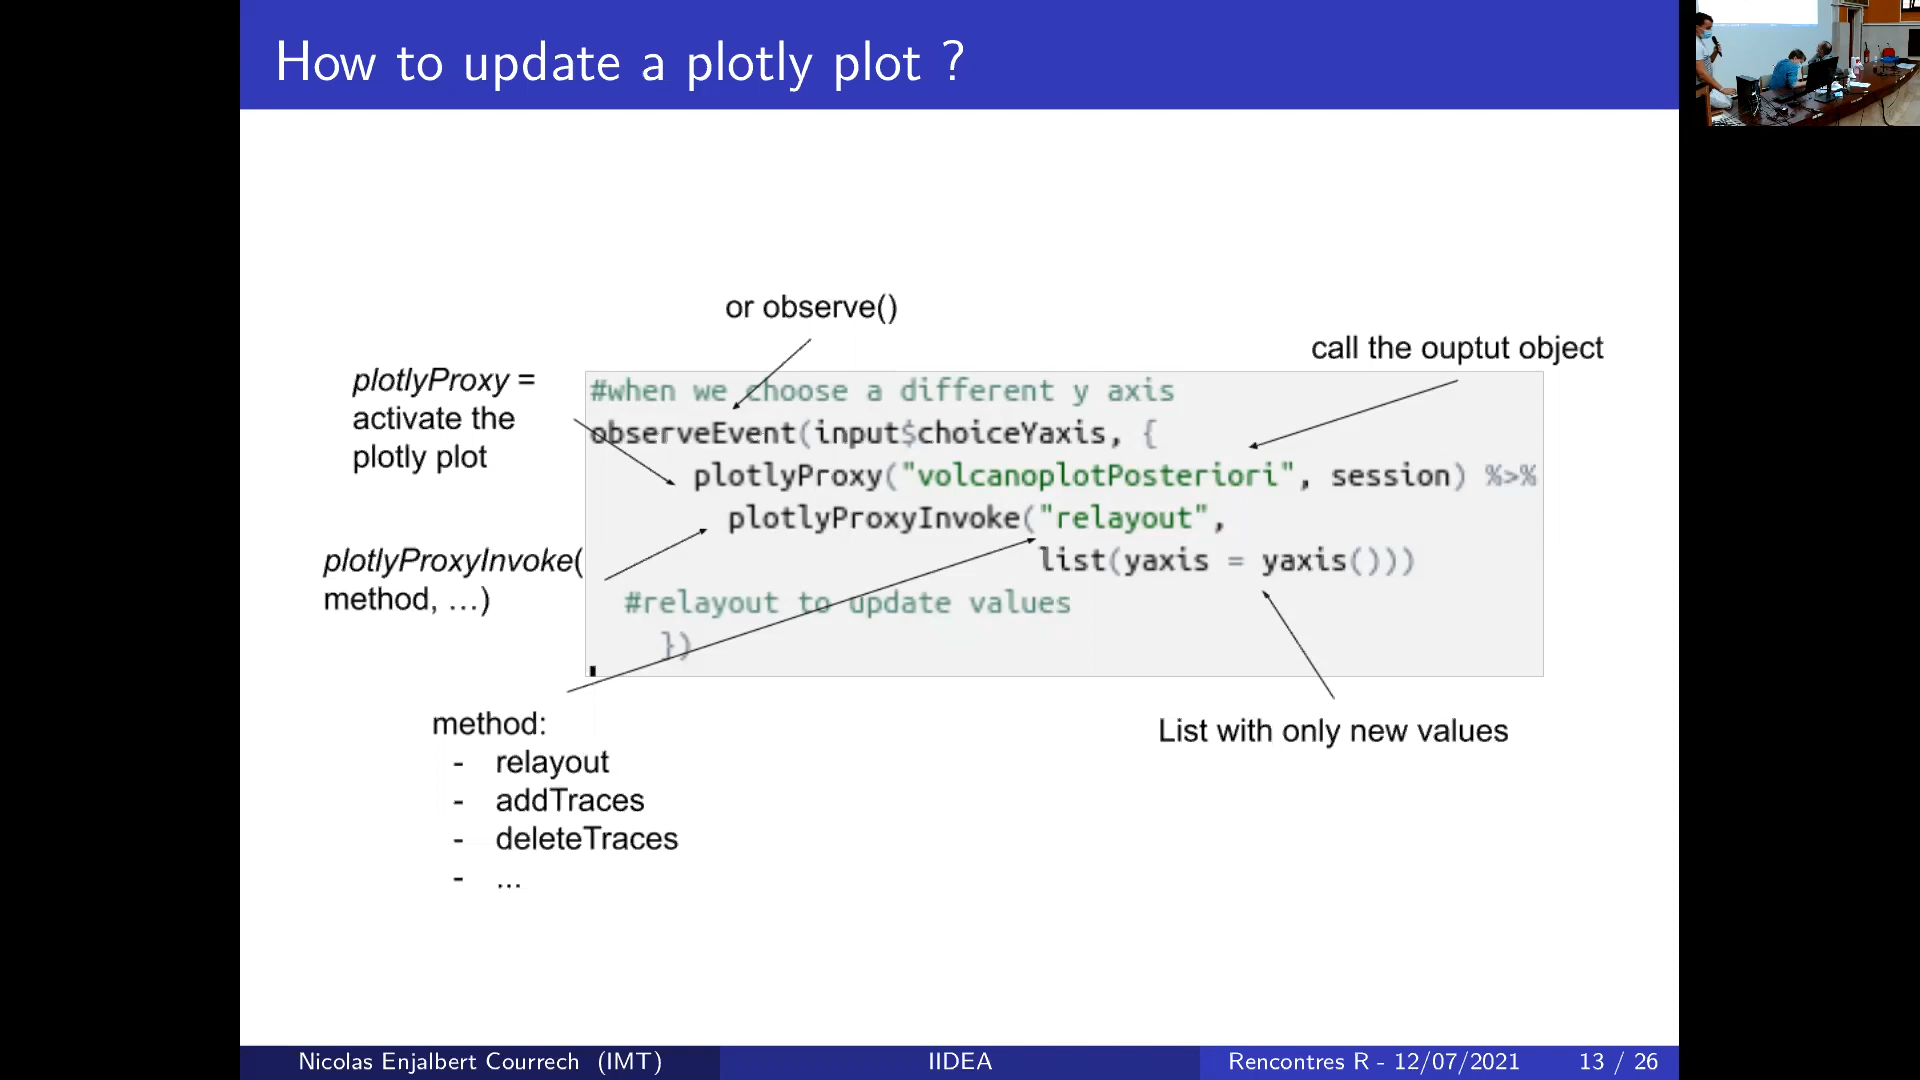 How to update a plotly plot ?
or observe()
call the ouptut object
plotlyProxy =
activate the
plotly plot
#when we choose a different y axis
observeEvent(input$choiceYaxis, {
plotlyProxy("volcanoplotPosteriori", session) %>%
plotlyProxyInvoke("relayout",
list(yaxis = yaxis()))
#relayout to update values
})
plotlyProxyInvoke(
method, ...)
method:
- relayout
- addTraces
- deleteTraces
- ...
List with only new values
Nicolas Enjalbert Courrech (IMT)
IIDEA
Rencontres R - 12/07/2021
13 / 26